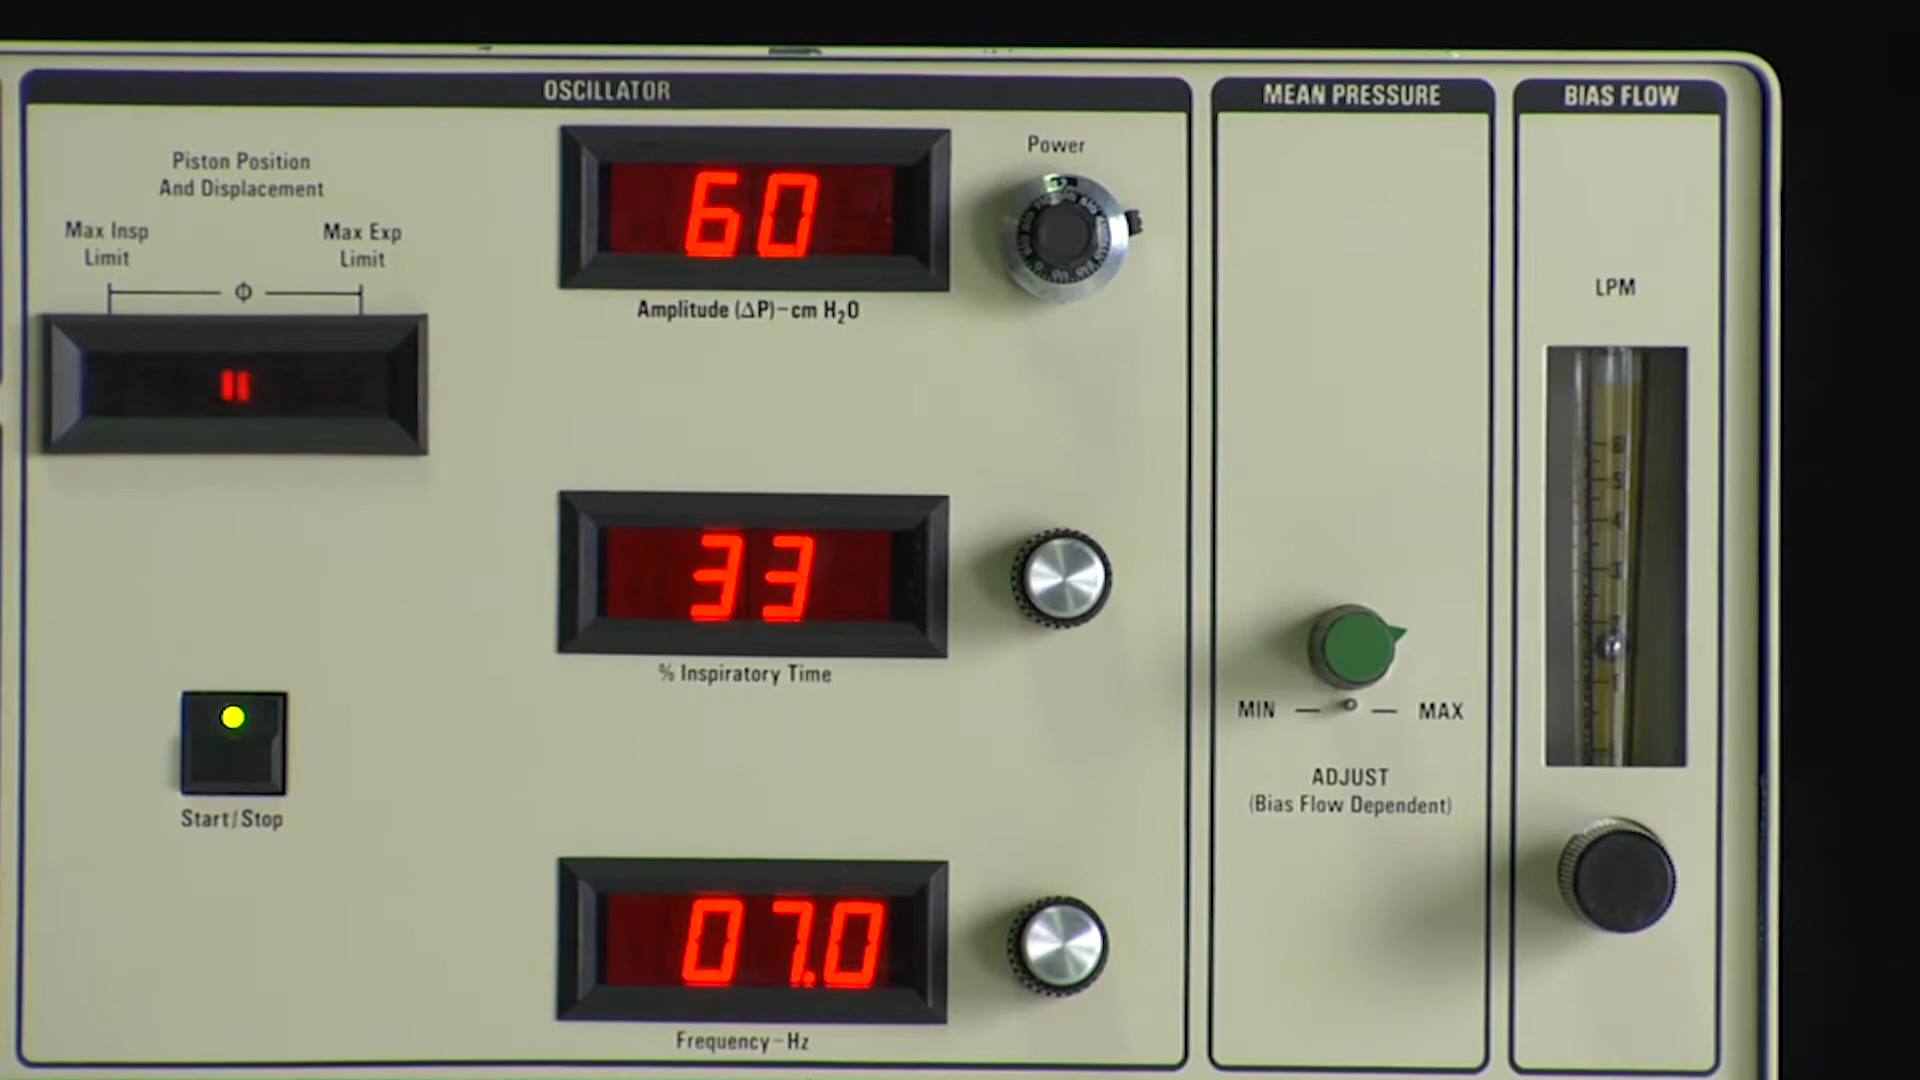 OSCILLATOR
Piston Position
And Displacement
Max Insp
Limit
Max Exp
Limit
Φ
60
Amplitude (ΔP)–cm H₂O
Power
33
% Inspiratory Time
Start/Stop
07.0
Frequency–Hz
MEAN PRESSURE
MIN — — MAX
ADJUST
(Bias Flow Dependent)
BIAS FLOW
LPM